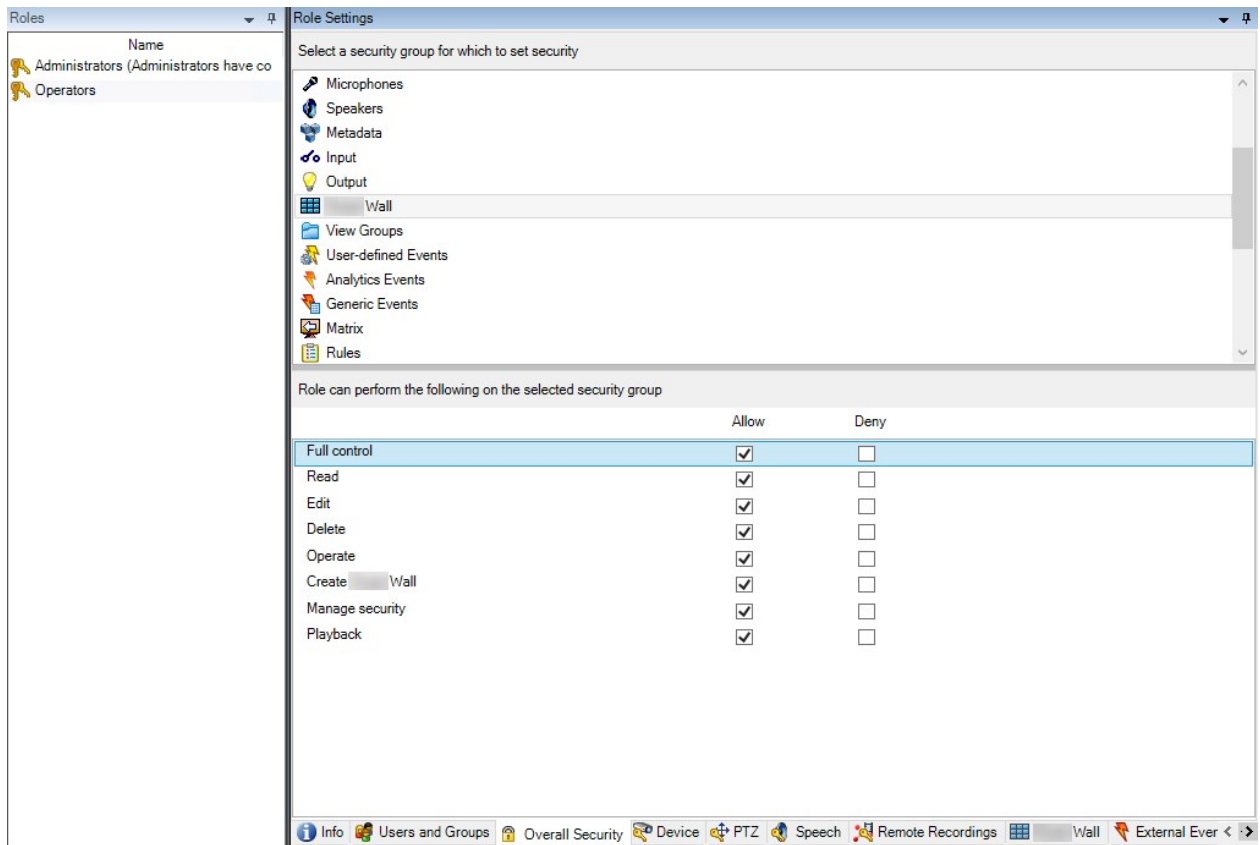 Roles
Role Settings
Name
Administrators (Administrators have co
Operators
Select a security group for which to set security
Microphones
Speakers
Metadata
Input
Output
Wall
View Groups
User-defined Events
Analytics Events
Generic Events
Matrix
Rules
Role can perform the following on the selected security group
Allow Deny
Full control
Read
Edit
Delete
Operate
Create Wall
Manage security
Playback
Info Users and Groups Overall Security Device PTZ Speech Remote Recordings Wall External Ever